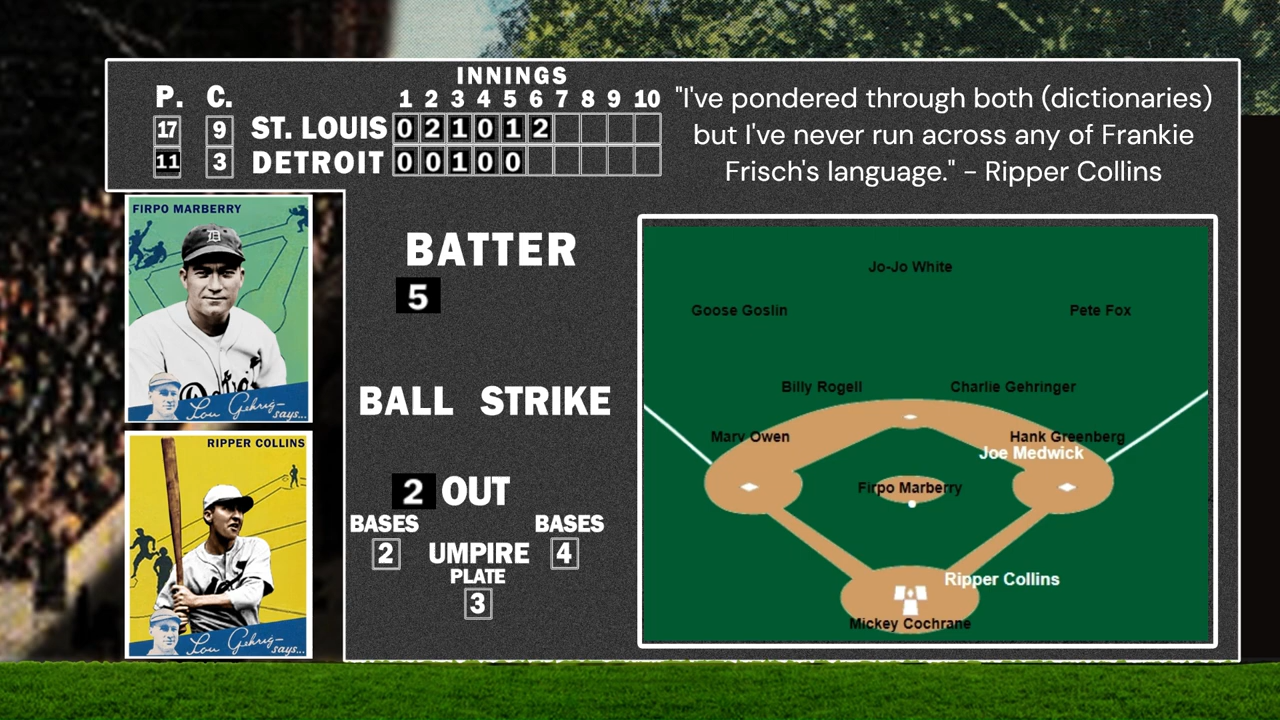 INNINGS
P. C. 1 2 3 4 5 6 7 8 9 10
17 9 ST. LOUIS 0 2 1 0 1 2
11 3 DETROIT 0 0 1 0 0
"I've pondered through both (dictionaries)
but I've never run across any of Frankie
Frisch's language." - Ripper Collins
FIRPO MARBERRY
D
Detroit
Lou Gehrig-
says...
RIPPER COLLINS
Lou Gehrig-
says...
BATTER
5
BALL STRIKE
2 OUT
BASES BASES
2 UMPIRE 4
PLATE
3
Jo-Jo White
Goose Goslin Pete Fox
Billy Rogell Charlie Gehringer
Marv Owen Hank Greenberg
Joe Medwick
Firpo Marberry
Ripper Collins
Mickey Cochrane